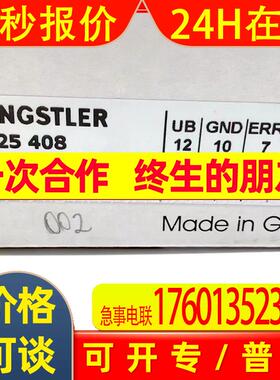 秒报价 24H在
NGSTLER
25 408
UB GND ERR
12 10 7
一次合作 终生的朋
002
Made in G
价格
可谈
急事电联 1760135523
可开专/普